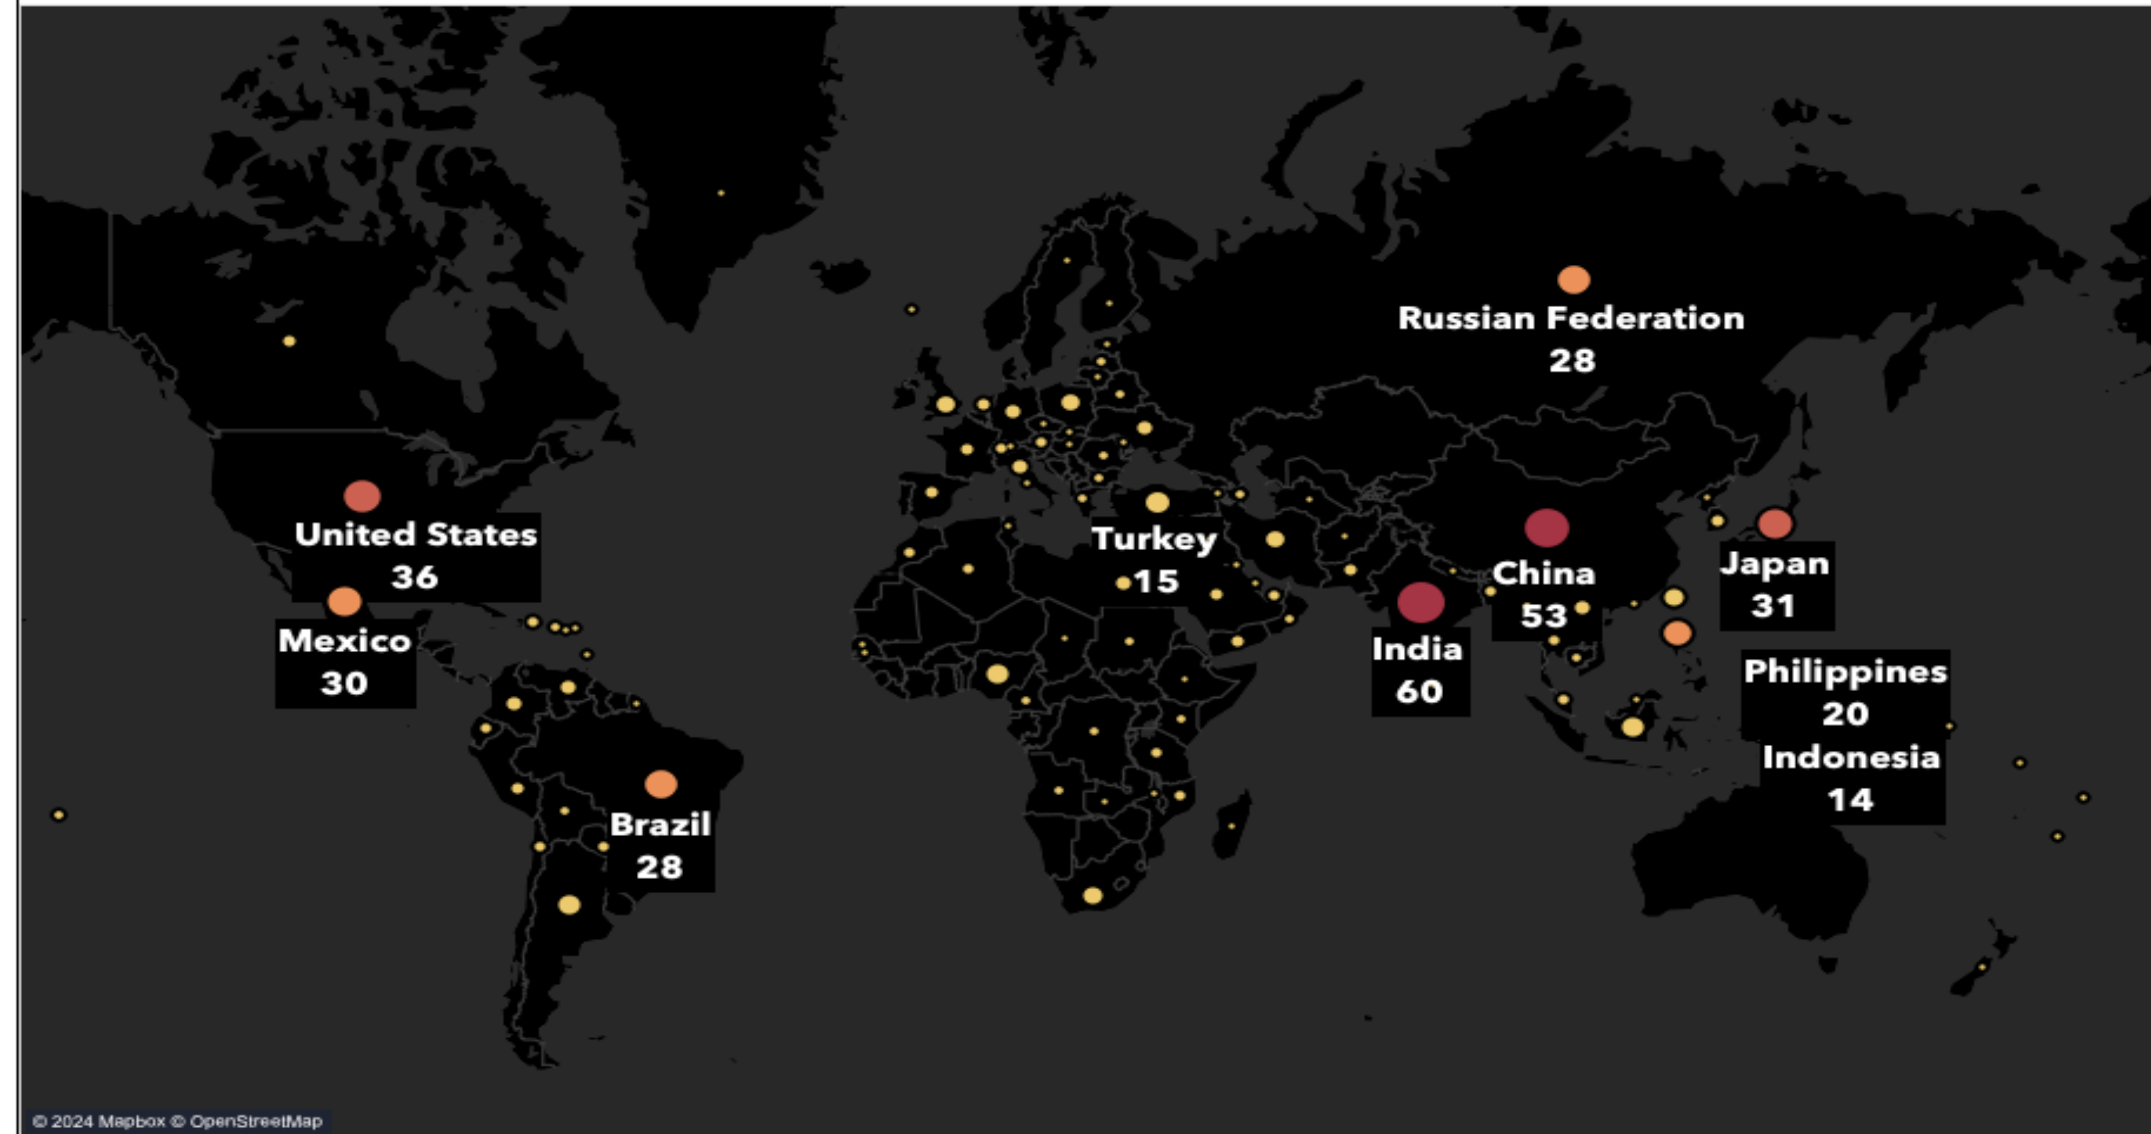 Russian Federation
28
United States
36
Turkey
15
China
53
Japan
31
Mexico
30
India
60
Philippines
20
Indonesia
14
Brazil
28
© 2024 Mapbox © OpenStreetMap